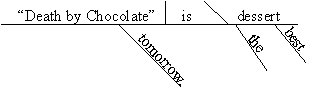 “Death by Chocolate” is dessert
tomorrow
the
best